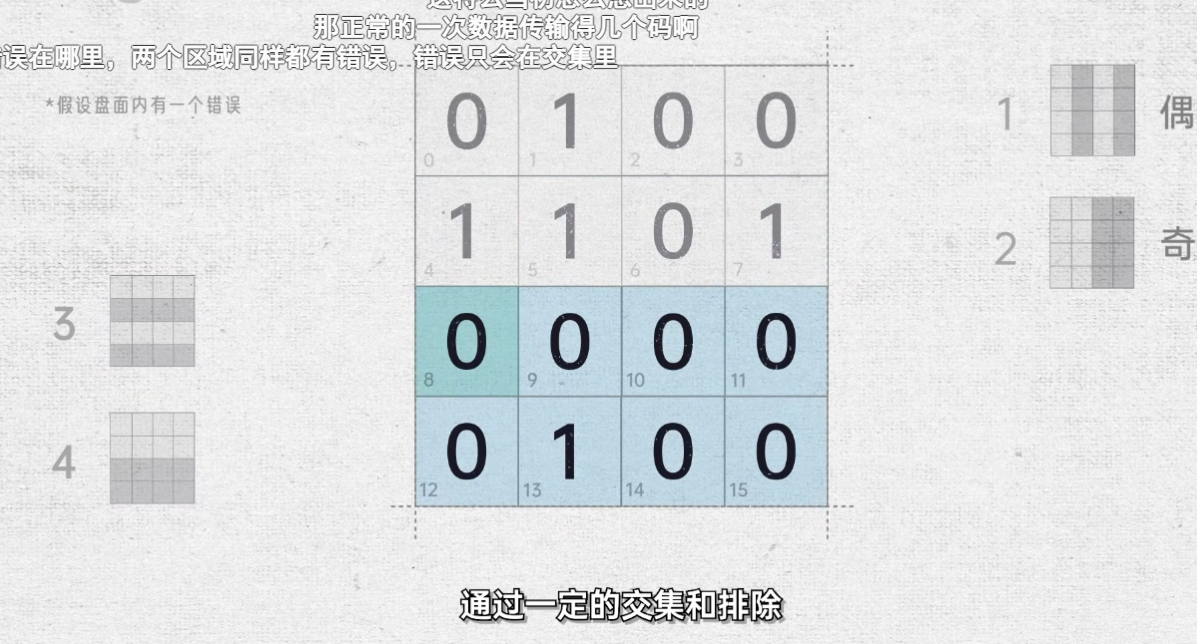 那正常的一次数据传输得几个码啊
误在哪里，两个区域同样都有错误，错误只会在交集里
*假设盘面内有一个错误
0 1 0 0
0 1 2 3
1 1 0 1
4 5 6 7
0 0 0 0
8 9 10 11
0 1 0 0
12 13 14 15
3
4
1 偶
2 奇
通过一定的交集和排除